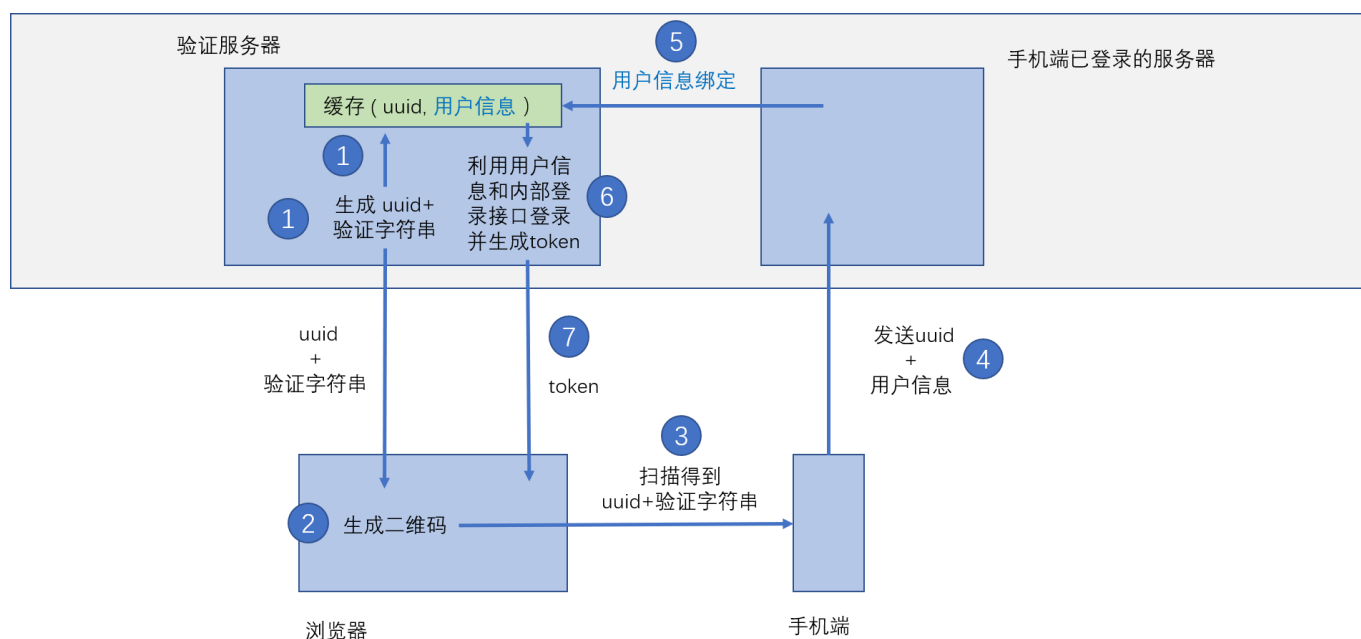 验证服务器
5
手机端已登录的服务器
用户信息绑定
缓存 ( uuid, 用户信息 )
1
利用用户信
息和内部登
录接口登录
并生成token
6
1
生成 uuid+
验证字符串
uuid
+
验证字符串
7
token
发送uuid
+
用户信息
4
3
扫描得到
uuid+验证字符串
2
生成二维码
浏览器
手机端